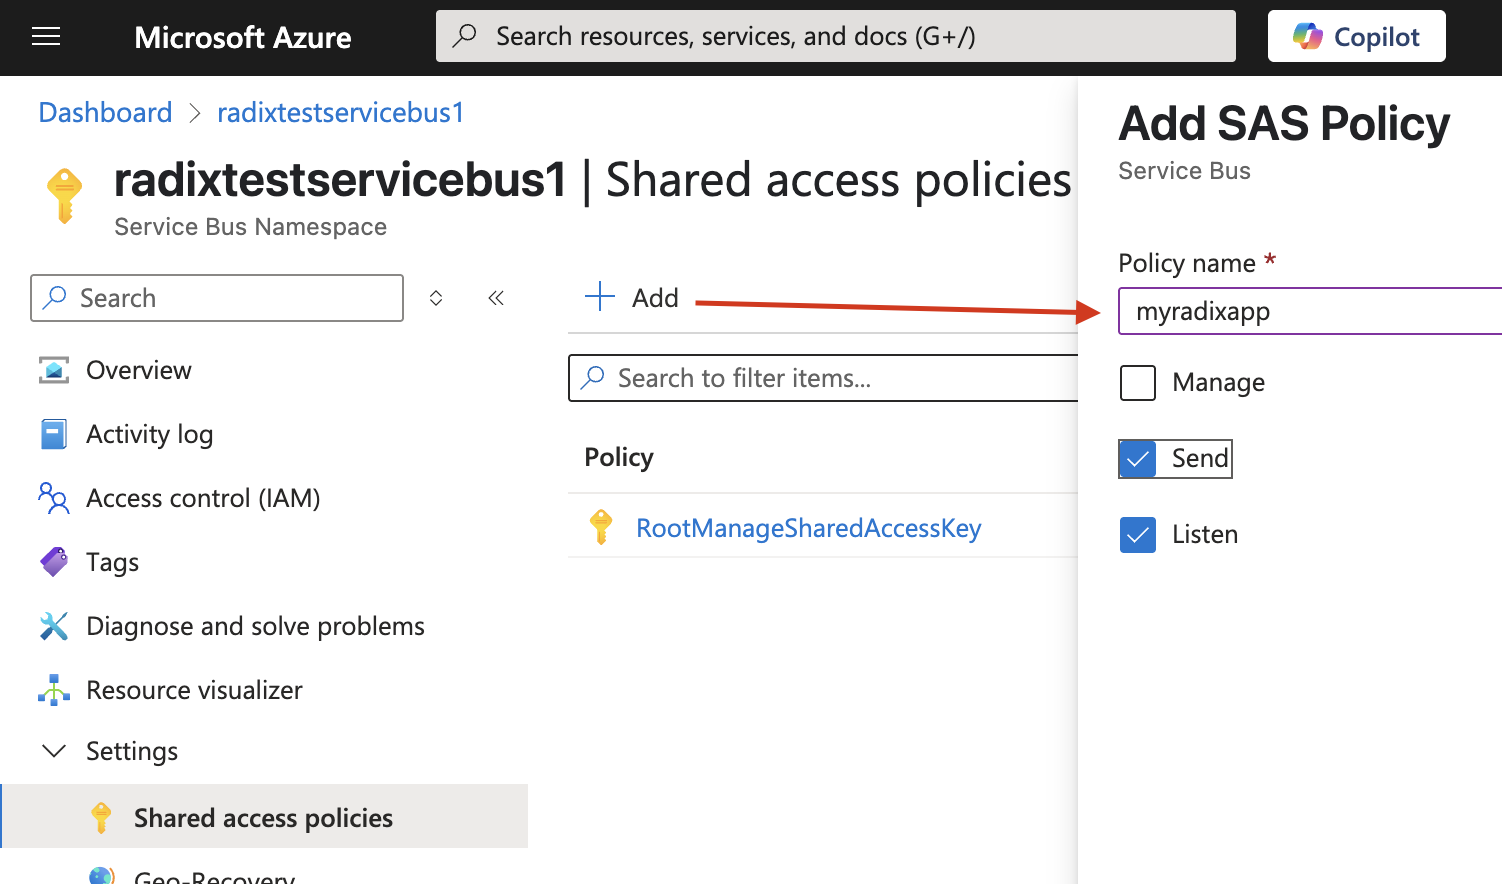 Microsoft Azure
Search resources, services, and docs (G+/)
Copilot
Dashboard > radixtestservicebus1
radixtestservicebus1 | Shared access policies
Service Bus Namespace
Search
Overview
Activity log
Access control (IAM)
Tags
Diagnose and solve problems
Resource visualizer
Settings
Shared access policies
Geo-Recovery
Add
Search to filter items...
Policy
RootManageSharedAccessKey
Add SAS Policy
Service Bus
Policy name *
myradixapp
Manage
Send
Listen